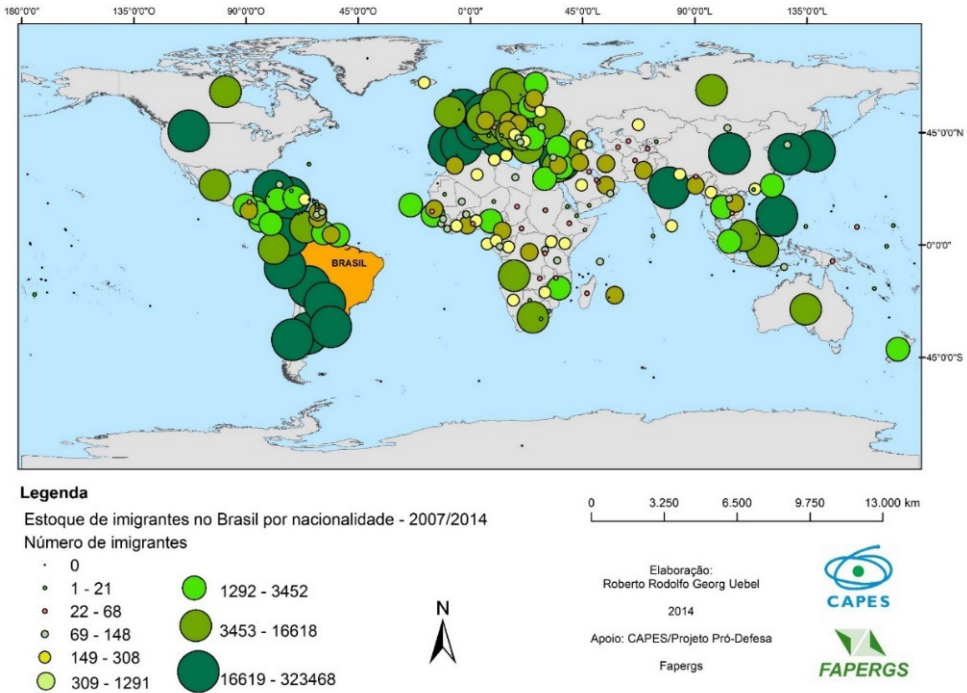 180°0'0" 135°0'0"O 90°0'0"O 45°0'0"O 0°0'0" 45°0'0"L 90°0'0"L 135°0'0"L
45°0'0"N
0°0'0"
45°0'0"S
BRASIL
Legenda
Estoque de imigrantes no Brasil por nacionalidade - 2007/2014
Número de imigrantes
0
1 - 21
22 - 68
69 - 148
149 - 308
309 - 1291
1292 - 3452
3453 - 16618
16619 - 323468
N
0 3.250 6.500 9.750 13.000 km
Elaboração:
Roberto Rodolfo Georg Uebel
2014
Apoio: CAPES/Projeto Pró-Defesa
Fapergs
CAPES
FAPERGS